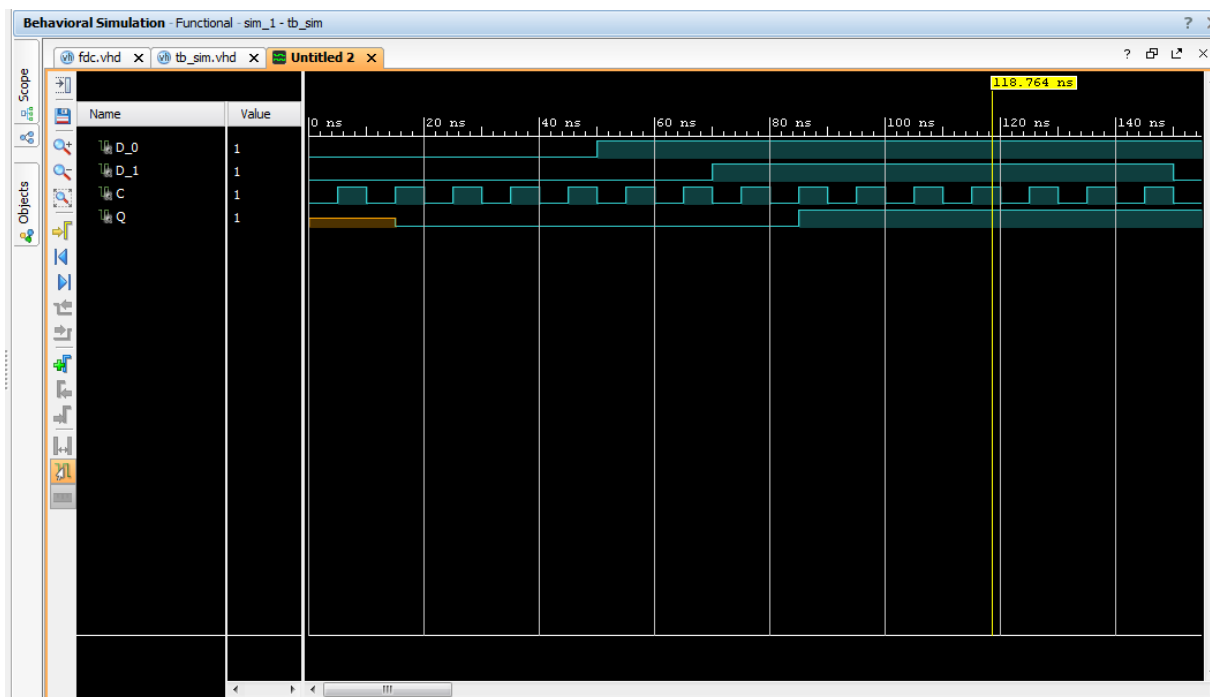 Behavioral Simulation - Functional - sim_1 - tb_sim ?
fdc.vhd x tb_sim.vhd x Untitled 2 x ?
Scope
Objects
118.764 ns
Name Value
0 ns 20 ns 40 ns 60 ns 80 ns 100 ns 120 ns 140 ns
D_0 1
D_1 1
C 1
Q 1